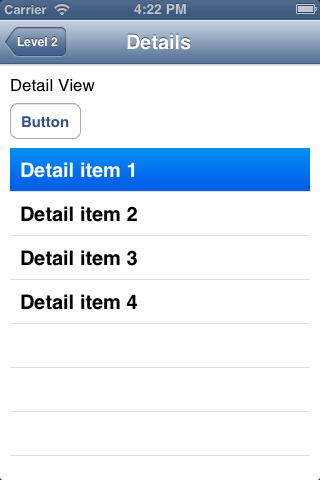 Carrier 4:22 PM
Level 2 Details
Detail View
Button
Detail item 1
Detail item 2
Detail item 3
Detail item 4